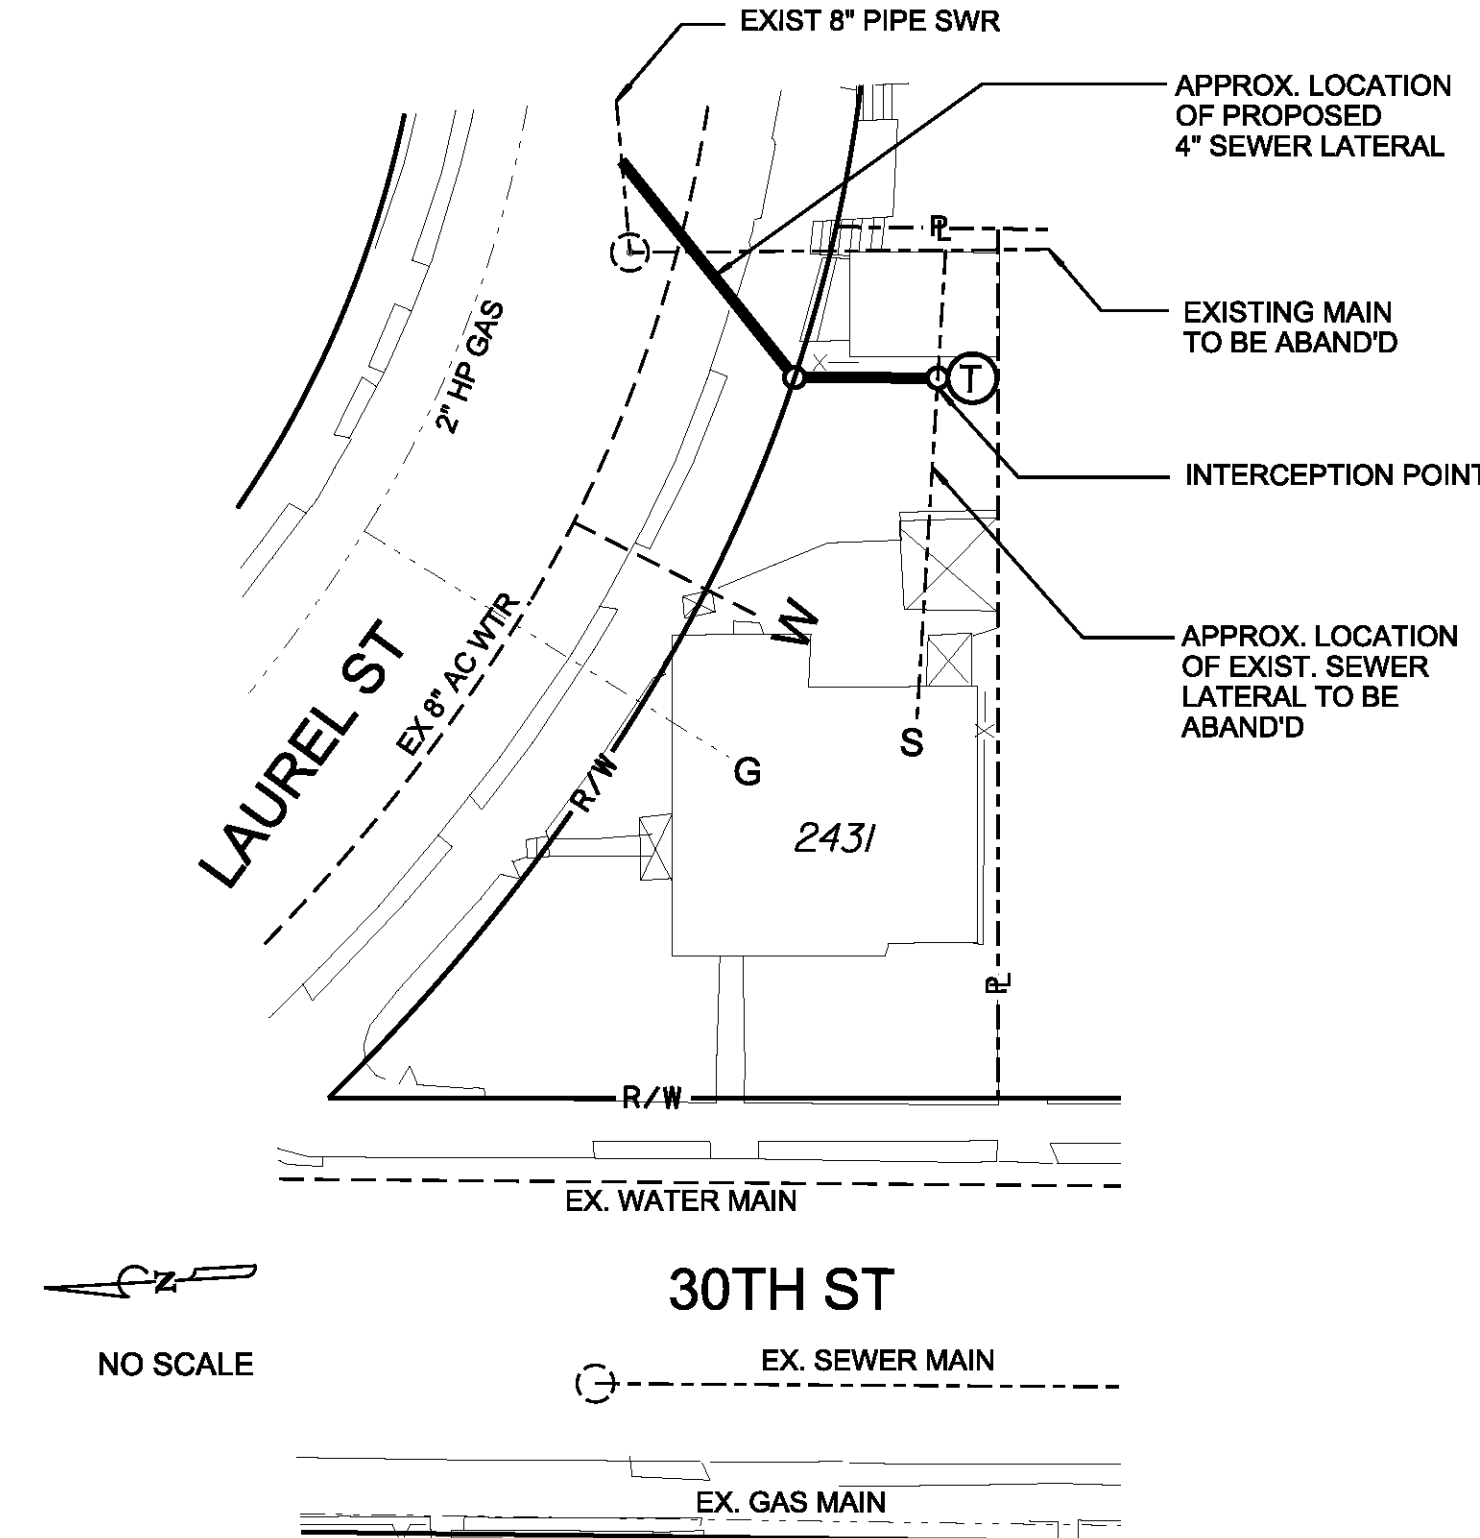 EXIST 8" PIPE SWR
APPROX. LOCATION
OF PROPOSED
4" SEWER LATERAL
PL
EXISTING MAIN
TO BE ABAND'D
2" HP GAS
T
INTERCEPTION POINT
W
EX 8" AC WTR
LAUREL ST
APPROX. LOCATION
OF EXIST. SEWER
LATERAL TO BE
ABAND'D
S
G
R/W
2431
PL
R/W
EX. WATER MAIN
N
30TH ST
NO SCALE
EX. SEWER MAIN
EX. GAS MAIN